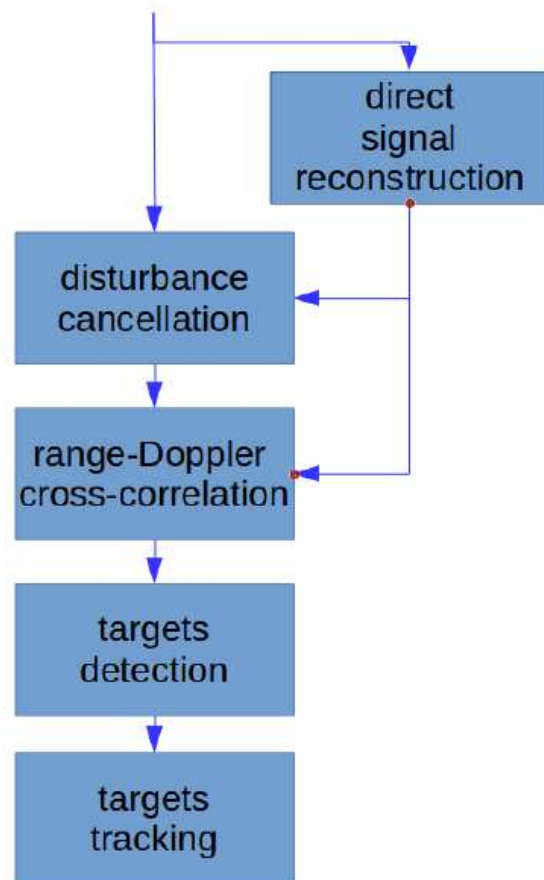 direct
signal
reconstruction
disturbance
cancellation
range-Doppler
cross-correlation
targets
detection
targets
tracking